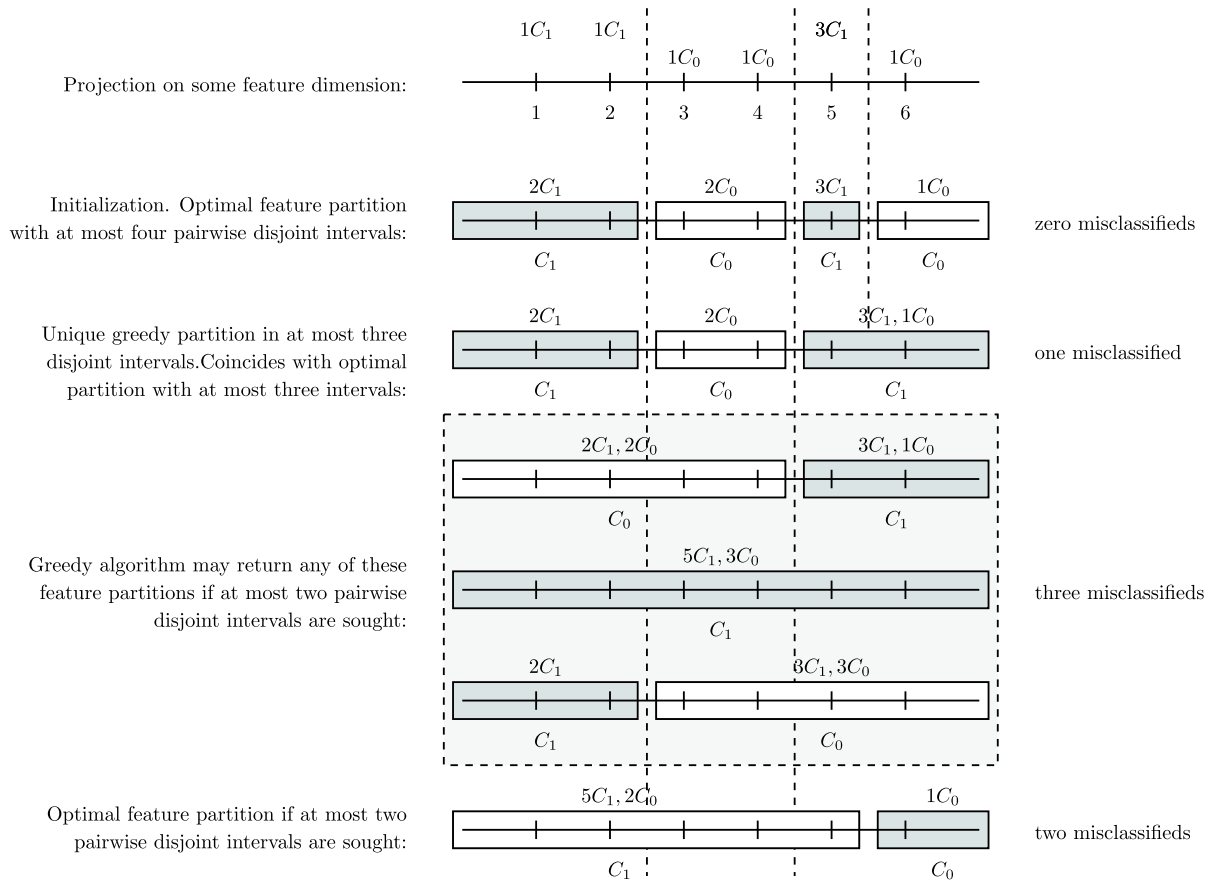 1C₁ 1C₁ 3C₁
1C₀ 1C₀ 1C₀
Projection on some feature dimension:
1 2 3 4 5 6
2C₁ 2C₀ 3C₁ 1C₀
Initialization. Optimal feature partition
with at most four pairwise disjoint intervals:
zero misclassifieds
C₁ C₀ C₁ C₀
2C₁ 2C₀ 3C₁, 1C₀
Unique greedy partition in at most three
disjoint intervals.Coincides with optimal
partition with at most three intervals:
one misclassified
C₁ C₀ C₁
2C₁, 2C₀ 3C₁, 1C₀
C₀ C₁
5C₁, 3C₀
Greedy algorithm may return any of these
feature partitions if at most two pairwise
disjoint intervals are sought:
three misclassifieds
C₁
2C₁ 3C₁, 3C₀
C₁ C₀
5C₁, 2C₀ 1C₀
Optimal feature partition if at most two
pairwise disjoint intervals are sought:
two misclassifieds
C₁ C₀